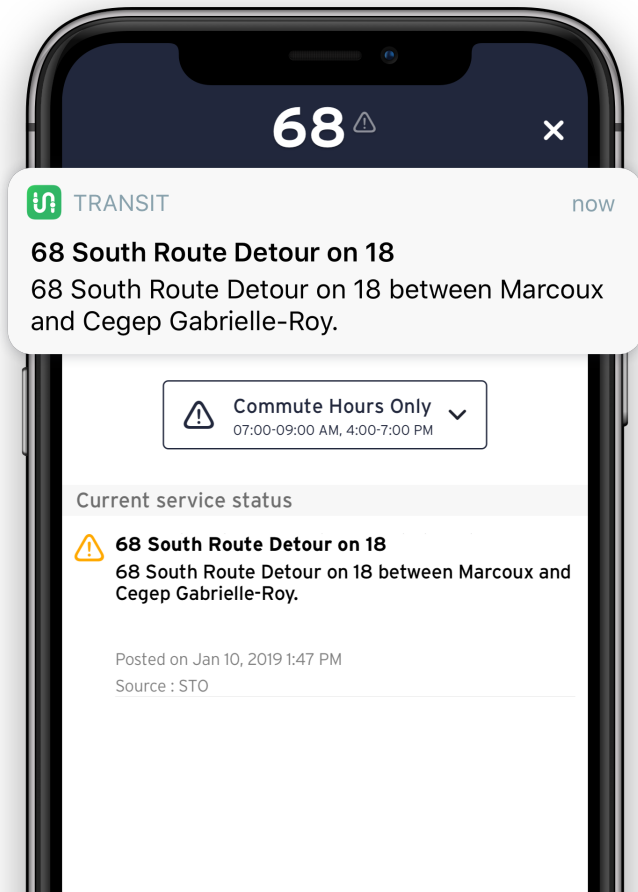 68
TRANSIT now
68 South Route Detour on 18
68 South Route Detour on 18 between Marcoux
and Cegep Gabrielle-Roy.
Commute Hours Only
07:00-09:00 AM, 4:00-7:00 PM
Current service status
68 South Route Detour on 18
68 South Route Detour on 18 between Marcoux and
Cegep Gabrielle-Roy.
Posted on Jan 10, 2019 1:47 PM
Source : STO